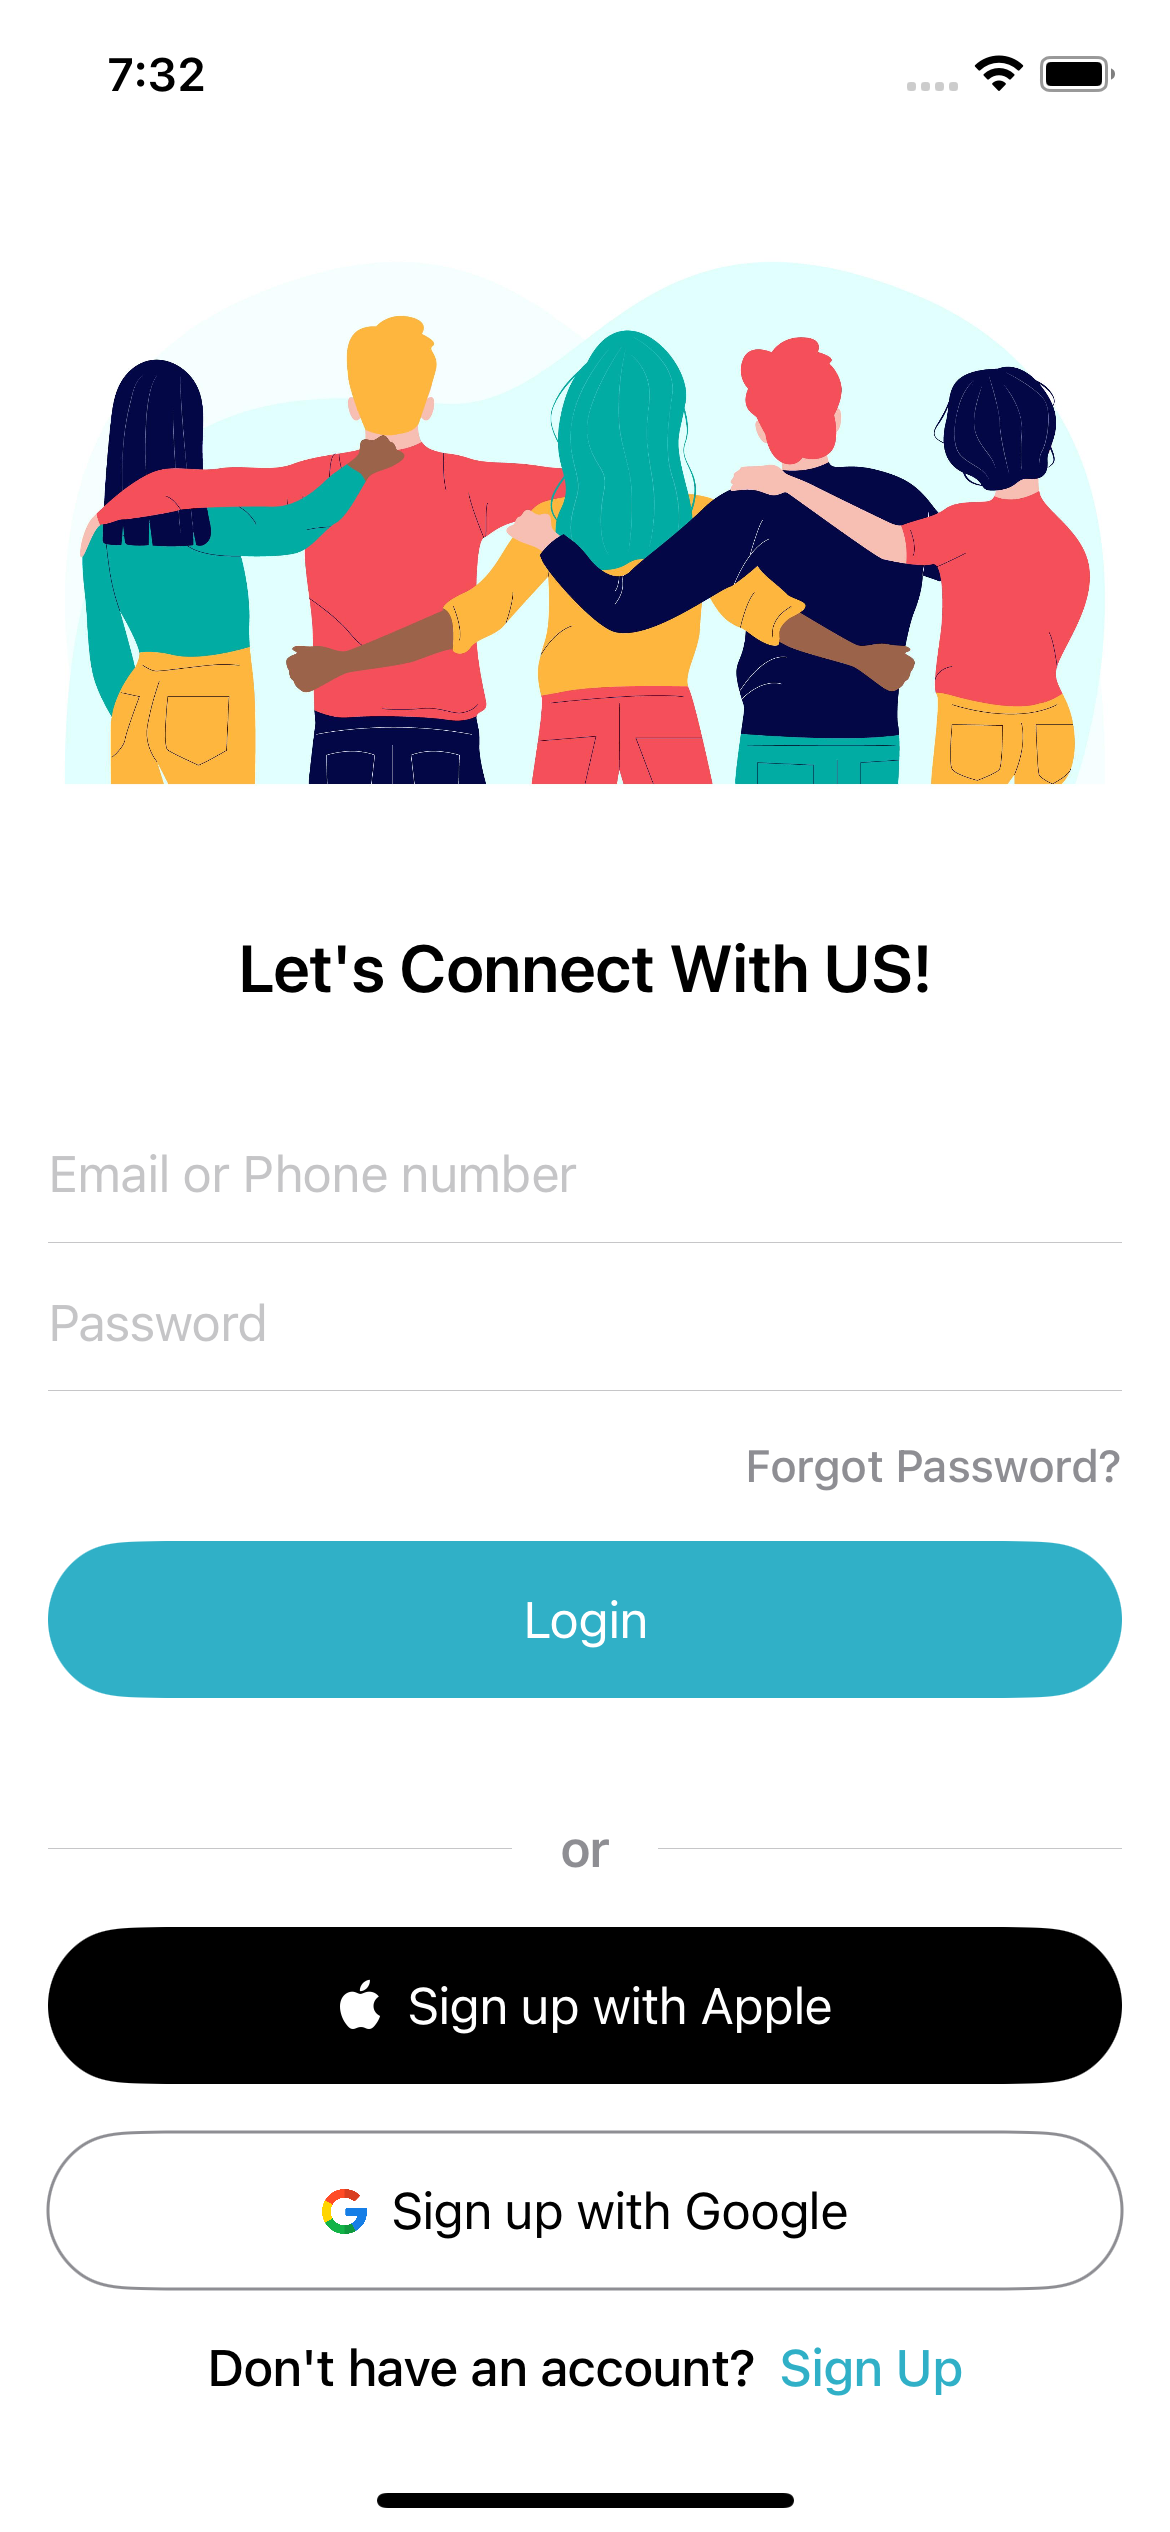 7:32
Let's Connect With US!
Email or Phone number
Password
Forgot Password?
Login
or
Sign up with Apple
Sign up with Google
Don't have an account? Sign Up